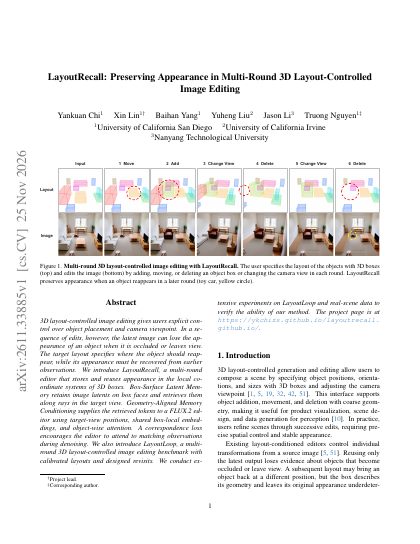 LayoutRecall: Preserving Appearance in Multi-Round 3D Layout-Controlled
Image Editing
Yankuan Chi¹ Xin Lin¹† Baihan Yang¹ Yuheng Liu² Jason Li³ Truong Nguyen¹‡
¹University of California San Diego ²University of California Irvine
³Nanyang Technological University
arXiv:2611.33885v1 [cs.CV] 25 Nov 2026
Input 1 Move 2 Add 3 Change View 4 Delete 5 Change View 6 Delete
Layout
Image
Figure 1. Multi-round 3D layout-controlled image editing with LayoutRecall. The user specifies the layout of the objects with 3D boxes
(top) and edits the image (bottom) by adding, moving, or deleting an object or changing the camera view in each round. LayoutRecall
preserves appearance when an object reappears in a later round (toy car, yellow circle).
Abstract
3D layout-controlled image editing gives users explicit
control over object placement and camera viewpoint. In a se-
quence of edits, however, the latest image can lose the ap-
pearance of an object when it is occluded or leaves view.
The target layout specifies where the object should reap-
pear, while its appearance must be recovered from earlier
observations. We introduce LayoutRecall, a multi-round
editor that stores and reuses appearance in the local co-
ordinate systems of 3D boxes. Box-Surface Latent Mem-
ory retains image latents on box faces and retrieves them
along rays to the target view. Geometry-Aligned Memory
Conditioning supplies the retrieved tokens to a FLUX.2 ed-
itor using target-view positions, shared box-local embed-
dings, and object-wise attention. A correspondence loss
encourages the editor to attend to matching observations
during denoising. We also introduce LayoutLoop, a multi-
round 3D layout-controlled image editing benchmark with
calibrated layouts and designed revisits. We conduct ex-
†Project lead.
‡Corresponding author.
tensive experiments on LayoutLoop and real-scene data to
verify the ability of our method. The project page is at
https://ykchizz.github.io/layoutrecall.
github.io/.
1. Introduction
3D layout-conditioned generation and editing allow users to
compose a scene by specifying object positions, orienta-
tions, and sizes with 3D boxes and adjusting the camera
viewpoint [1, 5, 19, 32, 42, 51]. This interface supports
object addition, movement, and deletion with coarse geom-
etry, making it useful for product visualization, scene de-
sign, and data generation for perception [10]. In practice,
users refine scenes through successive edits, requiring pre-
cise spatial control and stable appearance.
Existing layout-conditioned editors control individual
transformations from a source image [5, 51]. Reusing only
the latest output loses evidence about objects that become
occluded or leave view. A subsequent layout may bring an
object back at a different position, but the box describes
its geometry and leaves its original appearance underdeter-
1